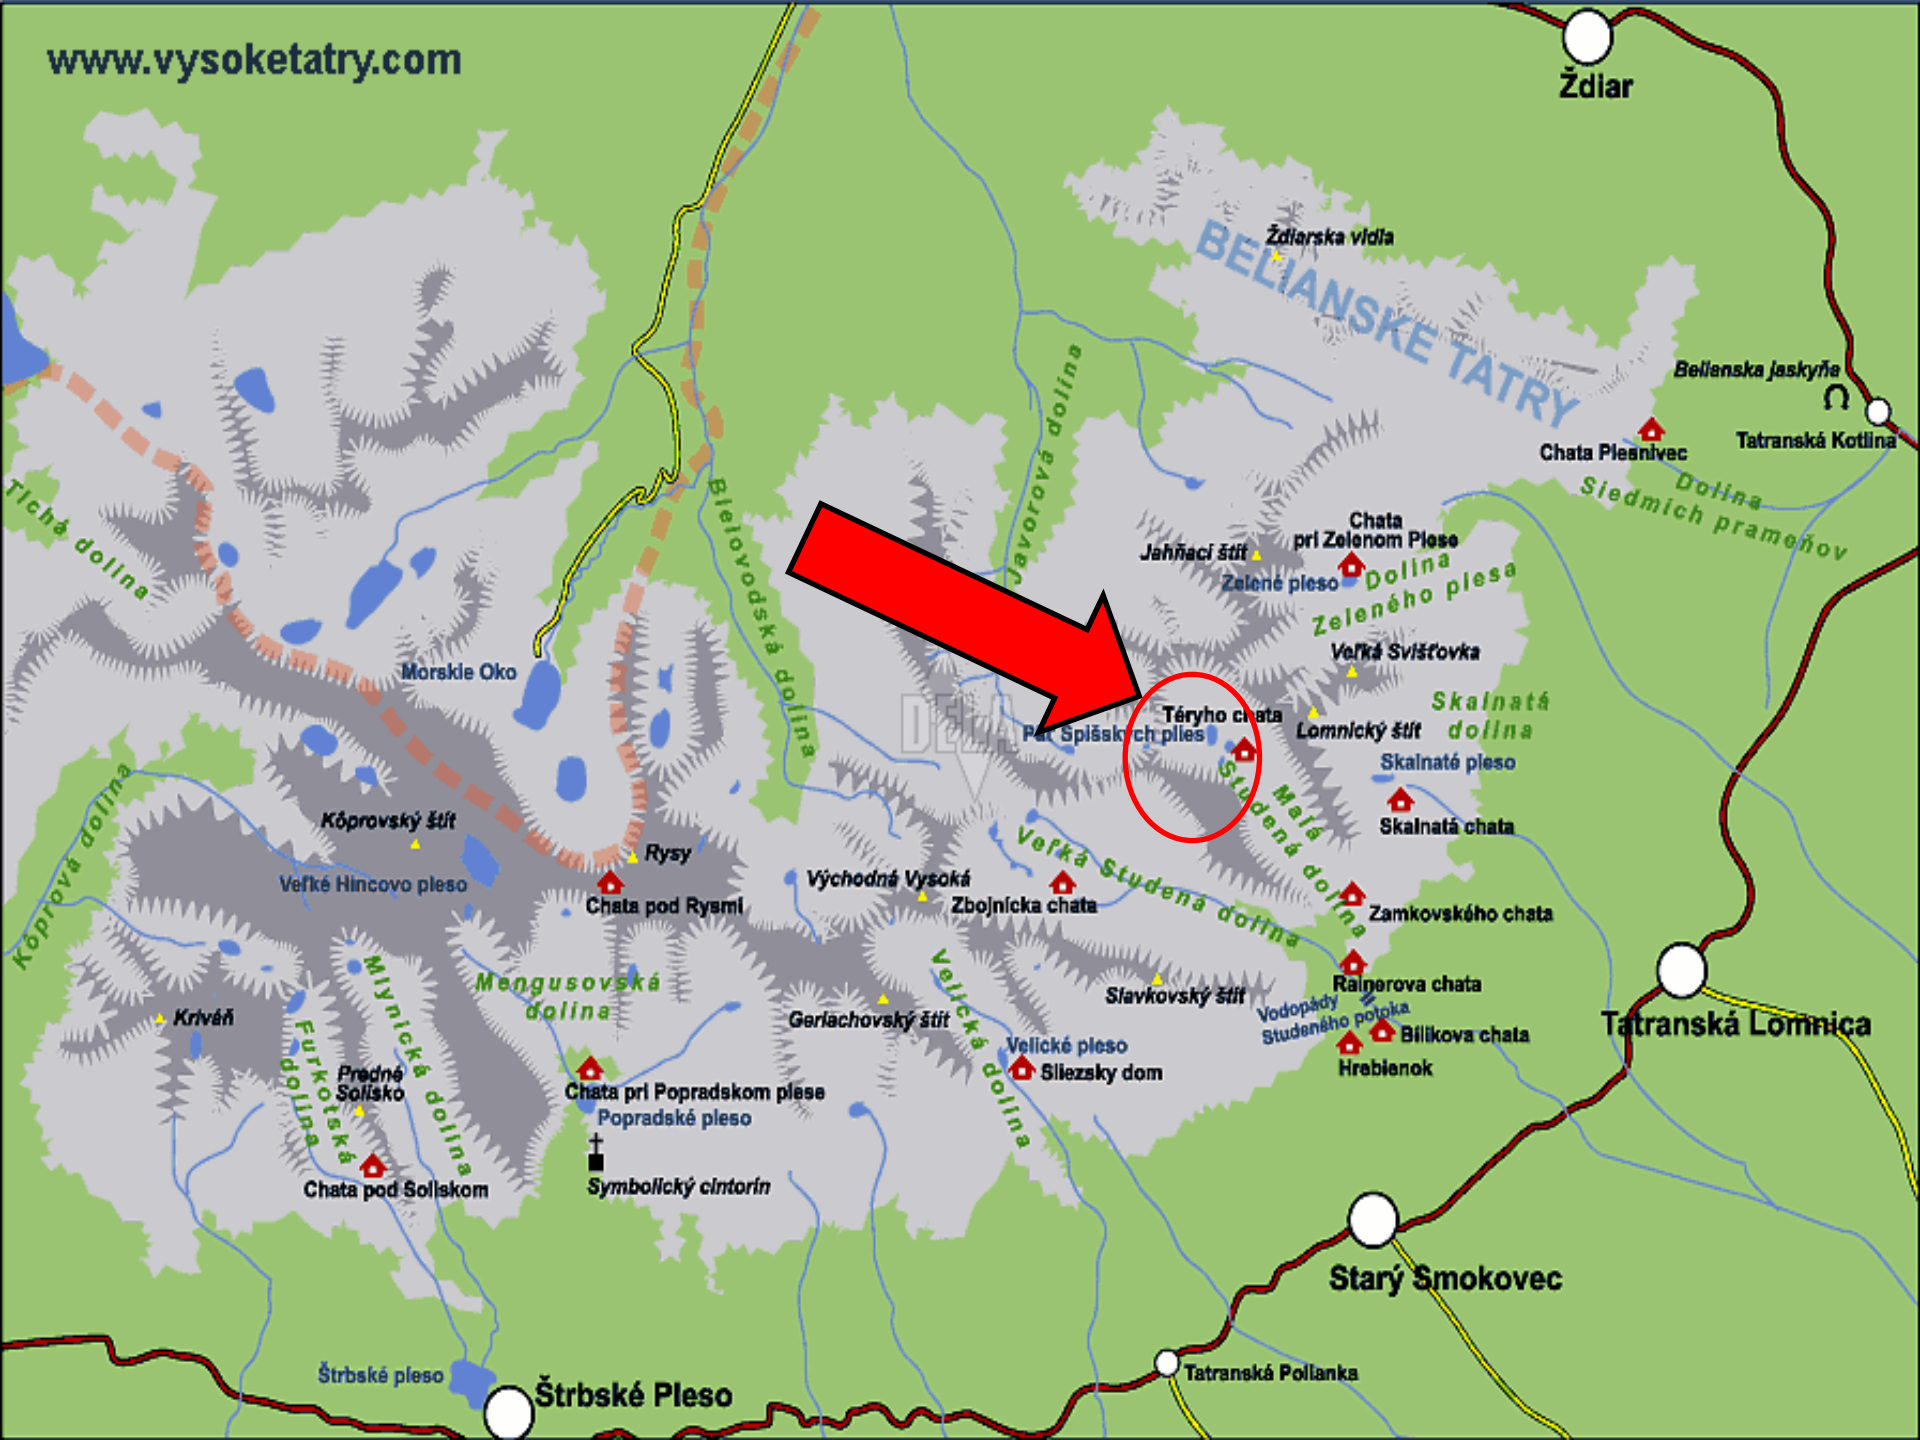 www.vysoketatry.com
Ždiar
Ždiarska vidla
BELIANSKE TATRY
Belianska jaskyňa
Tatranská Kotlina
Chata Plesnivec
Dolina
Siedmich prameňov
Tichá dolina
Bielovodská dolina
Javorová dolina
Jahňací štít
Chata
pri Zelenom Plese
Zelené pleso
Dolina
Zeleného plesa
Veľká Svišťovka
Morskie Oko
DELA
Téryho chata
Päť Spišských plies
Lomnický štít
Skalnatá
dolina
Skalnaté pleso
Skalnatá chata
Malá
Studená dolina
Kôprovský štít
Rysy
Chata pod Rysmi
Veľké Hincovo pleso
Kôprová dolina
Východná Vysoká
Zbojnícka chata
Veľká Studená dolina
Zamkovského chata
Rainerova chata
Vodopády
Studeného potoka
Bilíkova chata
Hrebienok
Tatranská Lomnica
Slavkovský štít
Gerlachovský štít
Velická dolina
Velické pleso
Sliezsky dom
Mengusovská
dolina
Mlynická dolina
Furkotská
dolina
Kriváň
Predné
Solisko
Chata pod Soliskom
Chata pri Popradskom plese
Popradské pleso
Symbolický cintorín
Starý Smokovec
Tatranská Polianka
Štrbské pleso
Štrbské Pleso